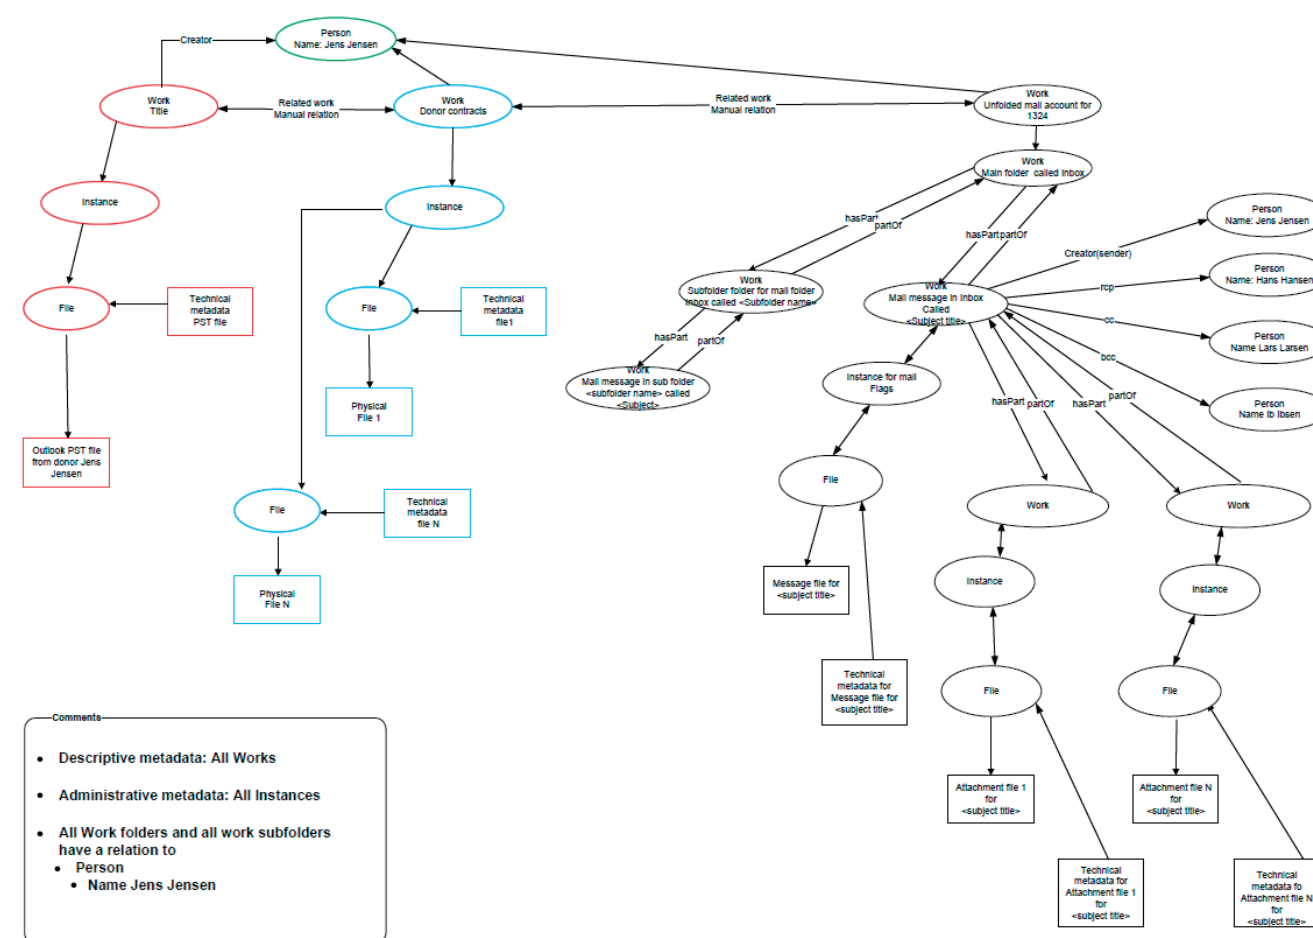 Person
Name: Jens Jensen
Creator
Work
Title
Related work
Manual relation
Work
Donor contracts
Related work
Manual relation
Work
Unfolded mail account for
1324
Work
Main folder called Inbox
hasPart
partOf
hasPart
partOf
Instance
Instance
Person
Name: Jens Jensen
Creator(sender)
Person
Name: Hans Hansen
rcp
Work
Subfolder folder for mail folder
Inbox called <Subfolder name>
Work
Mail message in Inbox
Called
<Subject title>
cc
Person
Name Lars Larsen
bcc
Person
Name Ib Ibsen
File
Technical
metadata
PST file
File
Technical
metadata
file1
hasPart
partOf
Work
Mail message in sub folder
<subfolder name> called
<Subject>
Instance for mail
Flags
hasPart
partOf
hasPart
partOf
Physical
File 1
Outlook PST file
from donor Jens
Jensen
File
Technical
metadata
file N
Physical
File N
File
Work
Work
Message file for
<subject title>
Instance
Instance
Technical
metadata for
Message file for
<subject title>
File
File
Attachment file 1
for
<subject title>
Attachment file N
for
<subject title>
Technical
metadata for
Attachment file 1
for
<subject title>
Technical
metadata fo
Attachment file N
for
<subject title>
Comments
• Descriptive metadata: All Works
• Administrative metadata: All Instances
• All Work folders and all work subfolders
have a relation to
• Person
• Name Jens Jensen